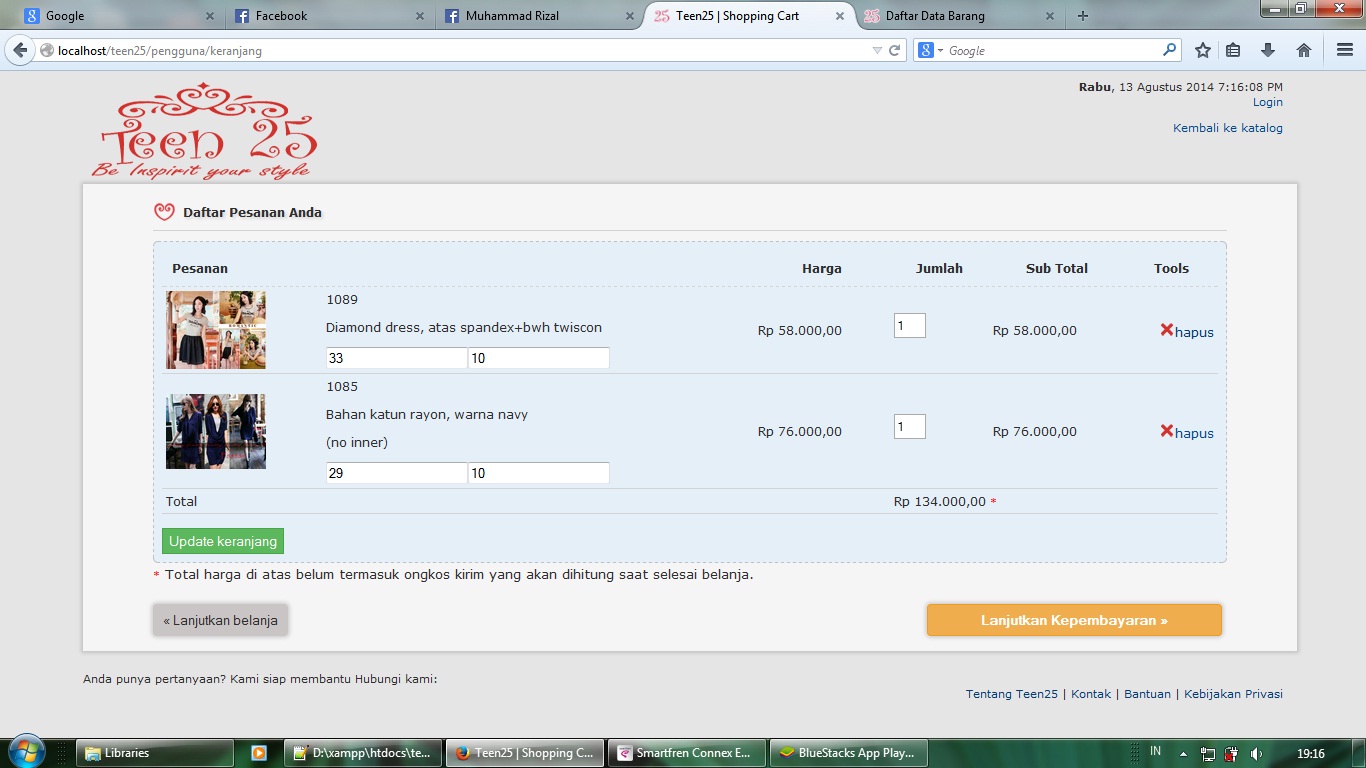 Google
Facebook
Muhammad Rizal
Teen25 | Shopping Cart
Daftar Data Barang
localhost/teen25/pengguna/keranjang
Google
Rabu, 13 Agustus 2014 7:16:08 PM
Login
Kembali ke katalog
Teen 25
Be Inspirit your style
Daftar Pesanan Anda
Pesanan Harga Jumlah Sub Total Tools
1089
Diamond dress, atas spandex+bwh twiscon
Rp 58.000,00 1 Rp 58.000,00 hapus
33 10
1085
Bahan katun rayon, warna navy
(no inner)
Rp 76.000,00 1 Rp 76.000,00 hapus
29 10
Total Rp 134.000,00 *
Update keranjang
* Total harga di atas belum termasuk ongkos kirim yang akan dihitung saat selesai belanja.
« Lanjutkan belanja
Lanjutkan Kepembayaran »
Anda punya pertanyaan? Kami siap membantu Hubungi kami:
Tentang Teen25 | Kontak | Bantuan | Kebijakan Privasi
Libraries
D:\xampp\htdocs\te...
Teen25 | Shopping C...
Smartfren Connex E...
BlueStacks App Play...
IN
19:16